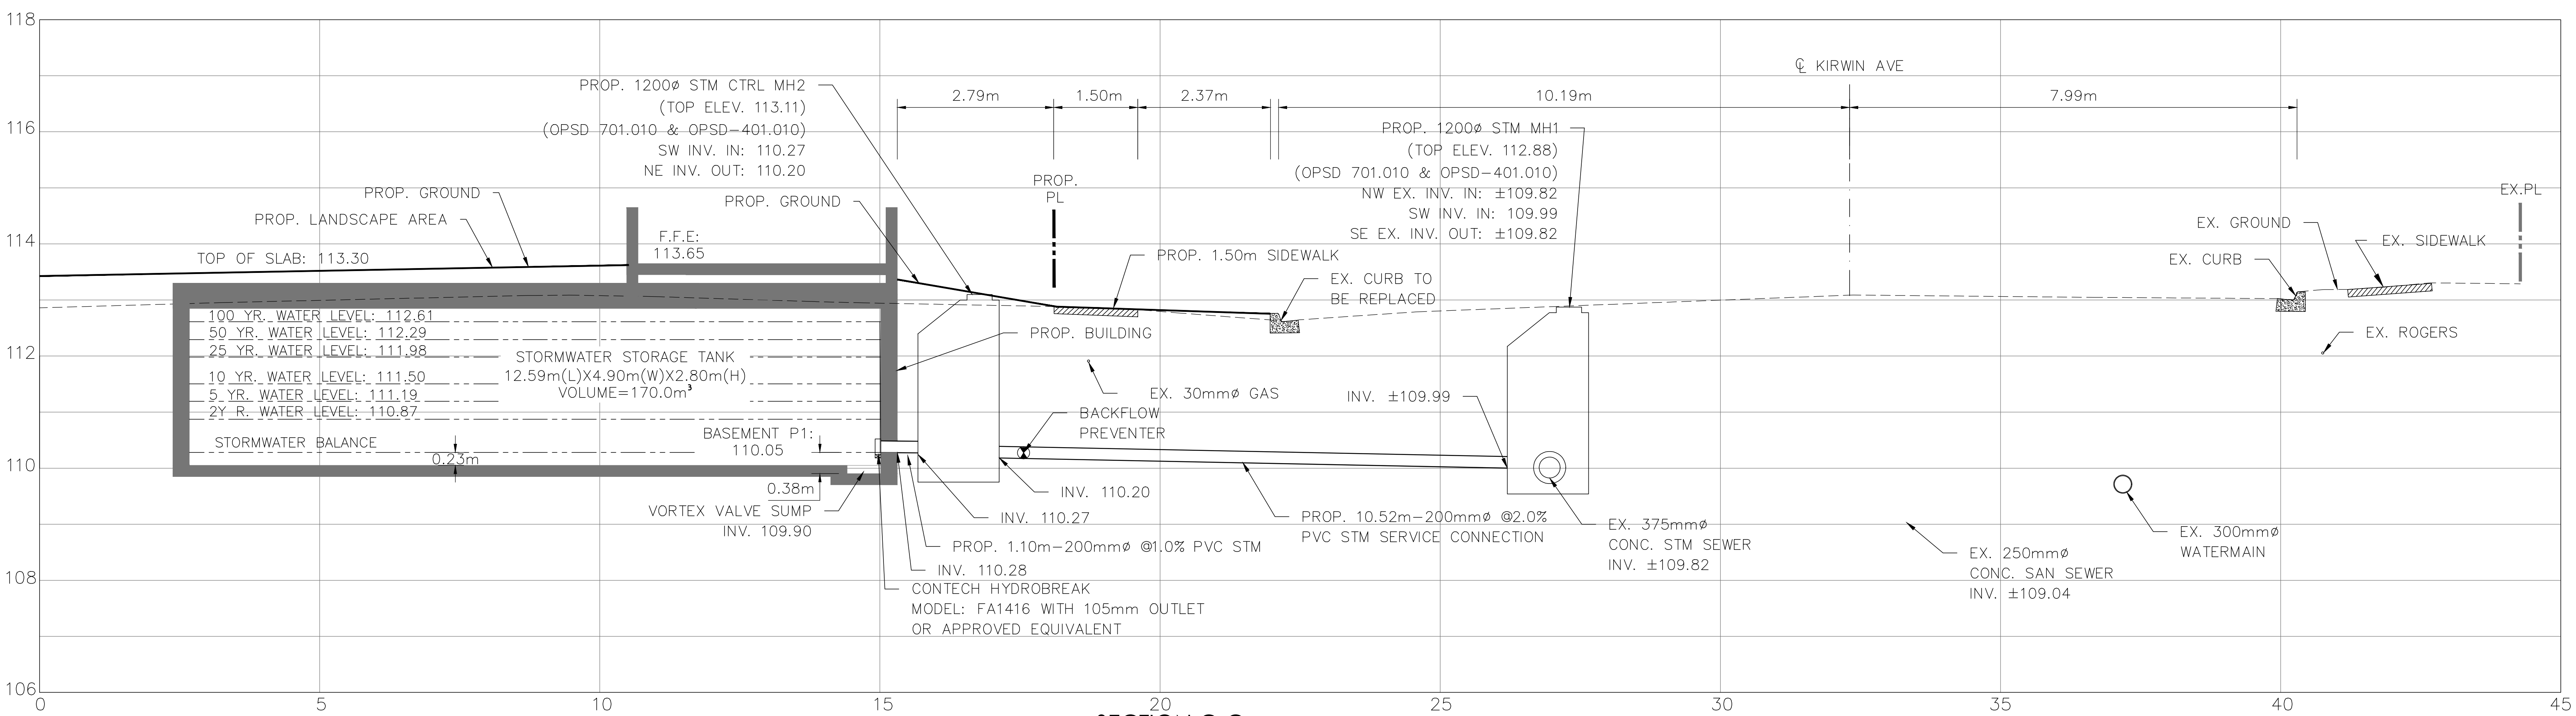 118
116
114
112
110
108
106
0
5
10
15
20
25
30
35
40
45
PROP. 1200ø STM CTRL MH2
(TOP ELEV. 113.11)
(OPSD 701.010 & OPSD-401.010)
SW INV. IN: 110.27
NE INV. OUT: 110.20
2.79m
1.50m
2.37m
10.19m
7.99m
℄ KIRWIN AVE
PROP. 1200ø STM MH1
(TOP ELEV. 112.88)
(OPSD 701.010 & OPSD-401.010)
NW EX. INV. IN: ±109.82
SW INV. IN: 109.99
SE EX. INV. OUT: ±109.82
PROP.
PL
EX.PL
PROP. GROUND
PROP. LANDSCAPE AREA
TOP OF SLAB: 113.30
F.F.E:
113.65
PROP. GROUND
PROP. 1.50m SIDEWALK
EX. CURB TO
BE REPLACED
EX. GROUND
EX. SIDEWALK
EX. CURB
EX. ROGERS
100 YR. WATER LEVEL: 112.61
50 YR. WATER LEVEL: 112.29
25 YR. WATER LEVEL: 111.98
10 YR. WATER LEVEL: 111.50
5 YR. WATER LEVEL: 111.19
2Y R. WATER LEVEL: 110.87
STORMWATER BALANCE
0.23m
STORMWATER STORAGE TANK
12.59m(L)X4.90m(W)X2.80m(H)
VOLUME=170.0m³
BASEMENT P1:
110.05
0.38m
VORTEX VALVE SUMP
INV. 109.90
PROP. BUILDING
EX. 30mmø GAS
BACKFLOW
PREVENTER
INV. ±109.99
INV. 110.20
INV. 110.27
PROP. 1.10m-200mmø @1.0% PVC STM
INV. 110.28
CONTECH HYDROBREAK
MODEL: FA1416 WITH 105mm OUTLET
OR APPROVED EQUIVALENT
PROP. 10.52m-200mmø @2.0%
PVC STM SERVICE CONNECTION
EX. 375mmø
CONC. STM SEWER
INV. ±109.82
EX. 250mmø
CONC. SAN SEWER
INV. ±109.04
EX. 300mmø
WATERMAIN